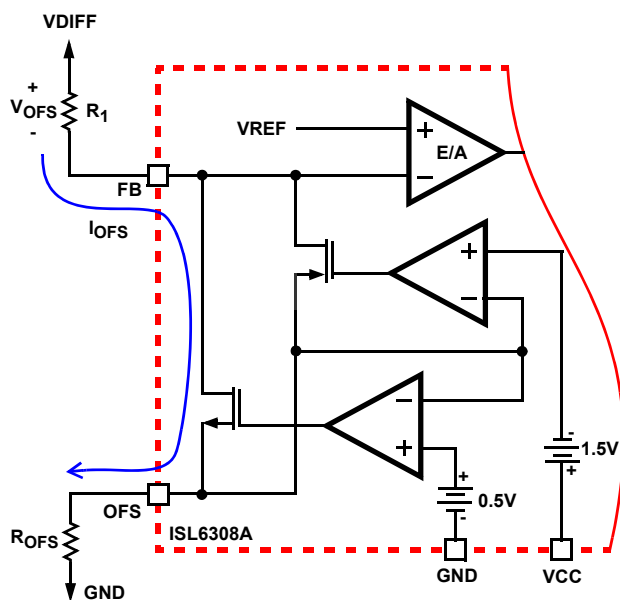 VDIFF
+
VOFS
-
R1
VREF
+
E/A
-
FB
IOFS
+
-
-
+
-
1.5V
+
+
0.5V
-
OFS
ISL6308A
ROFS
GND
GND
VCC